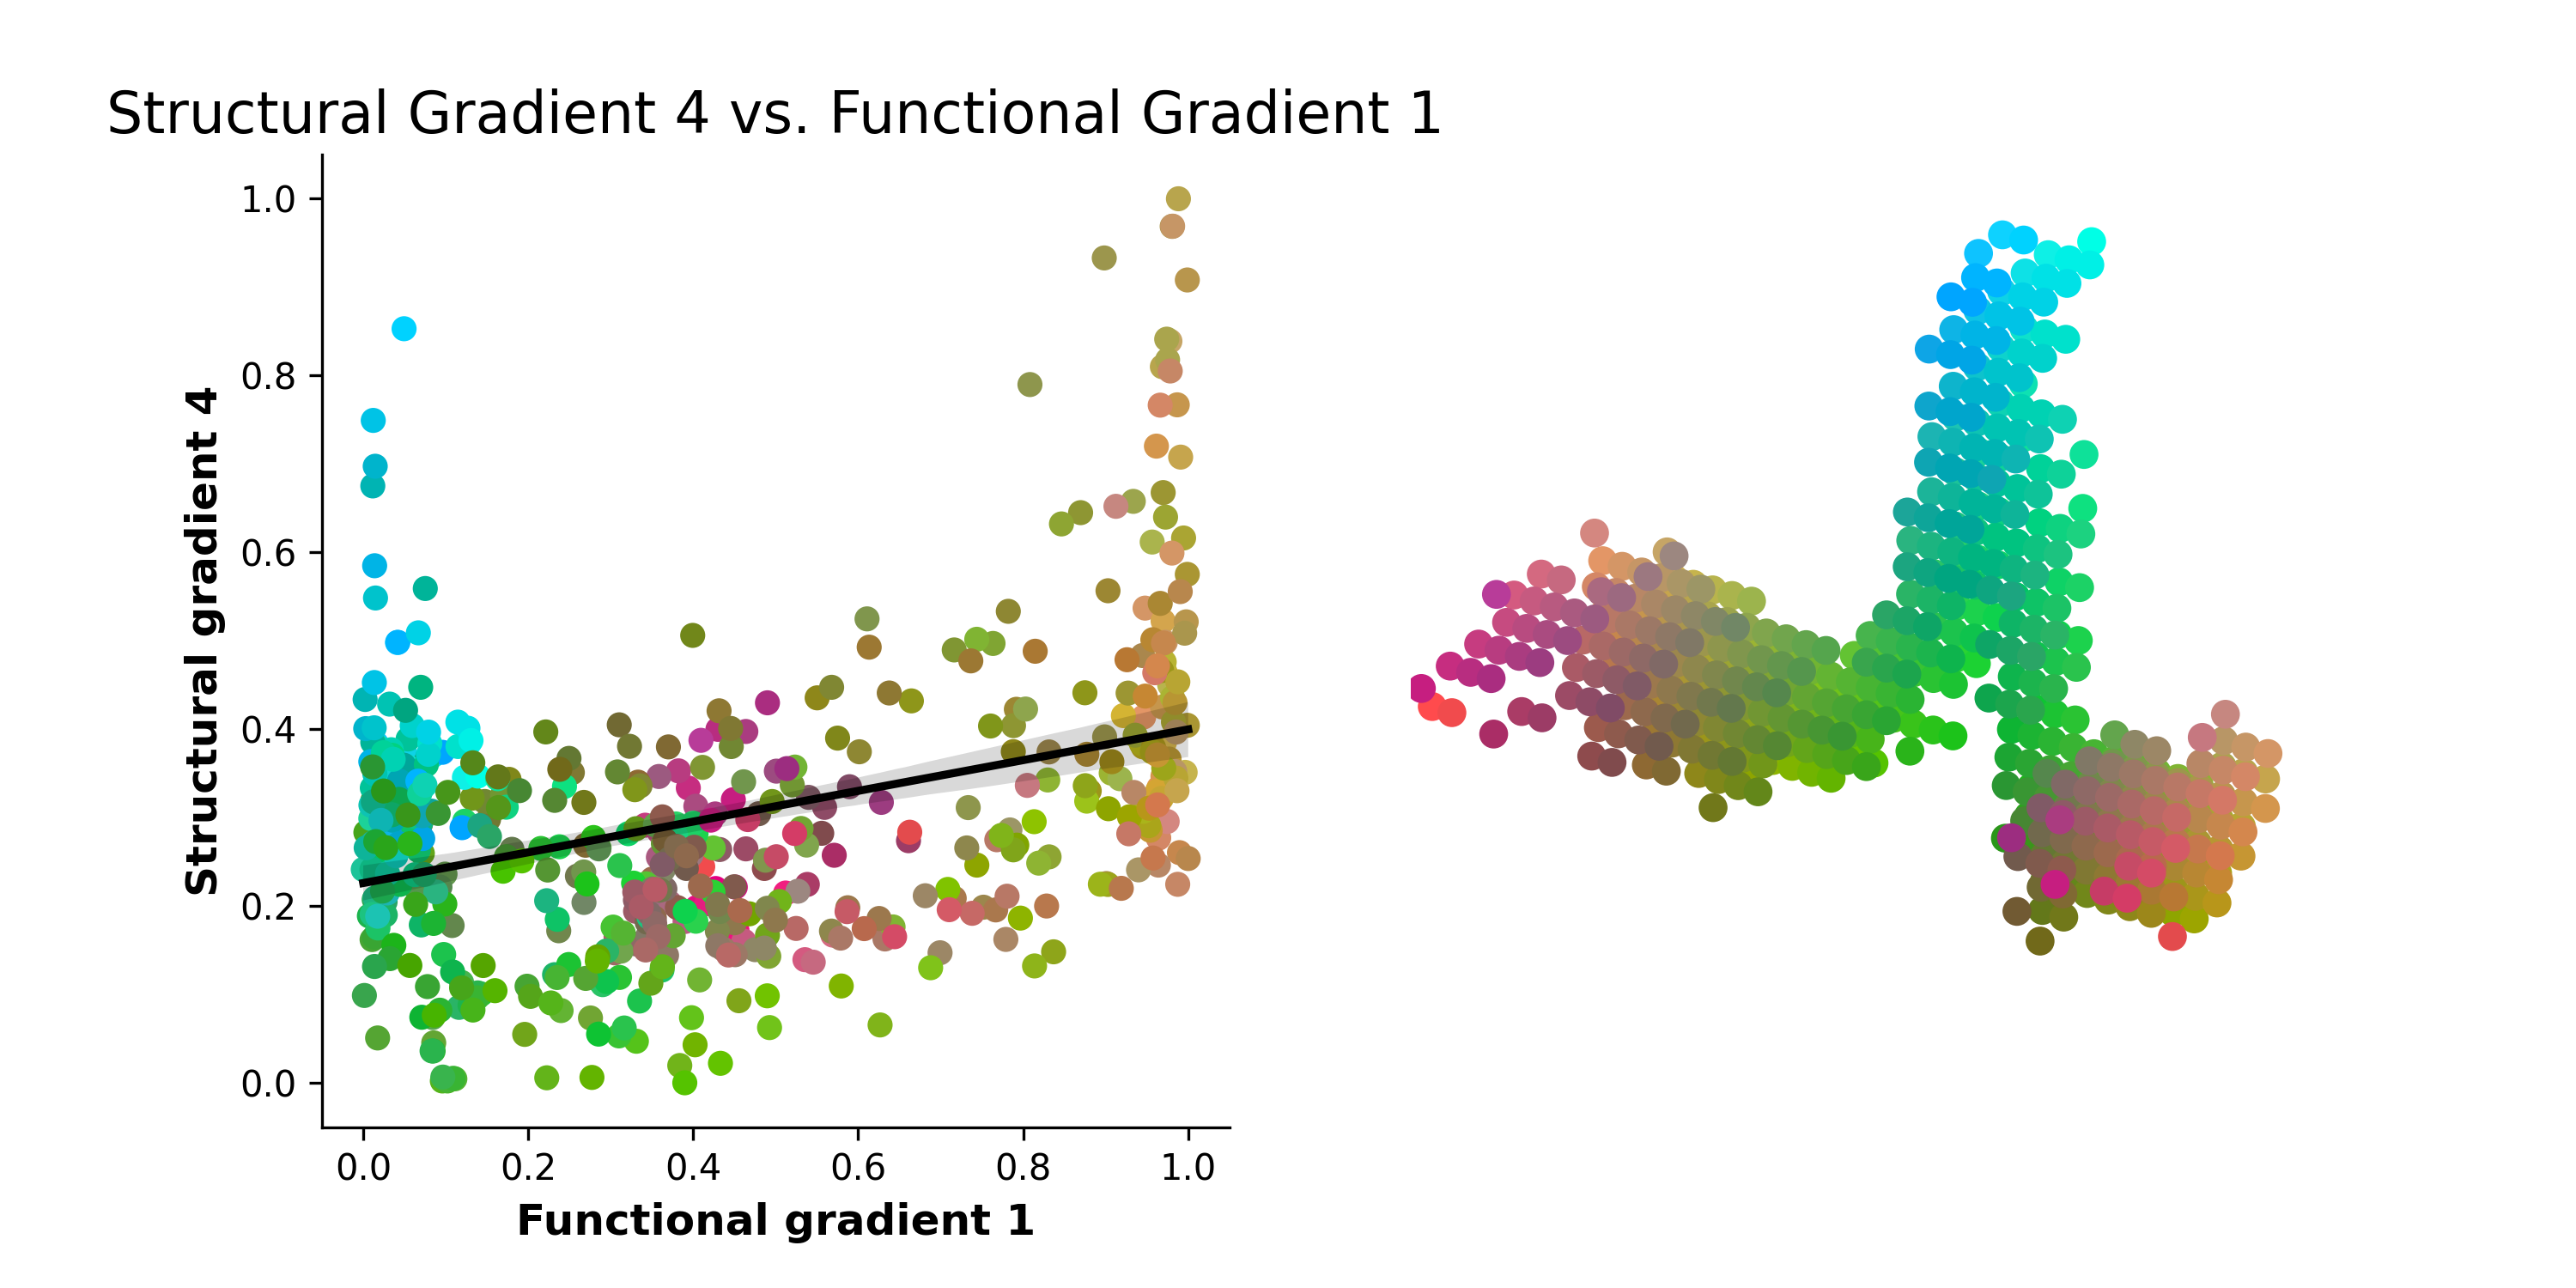 Structural Gradient 4 vs. Functional Gradient 1
Structural gradient 4
1.0
0.8
0.6
0.4
0.2
0.0
0.0 0.2 0.4 0.6 0.8 1.0
Functional gradient 1